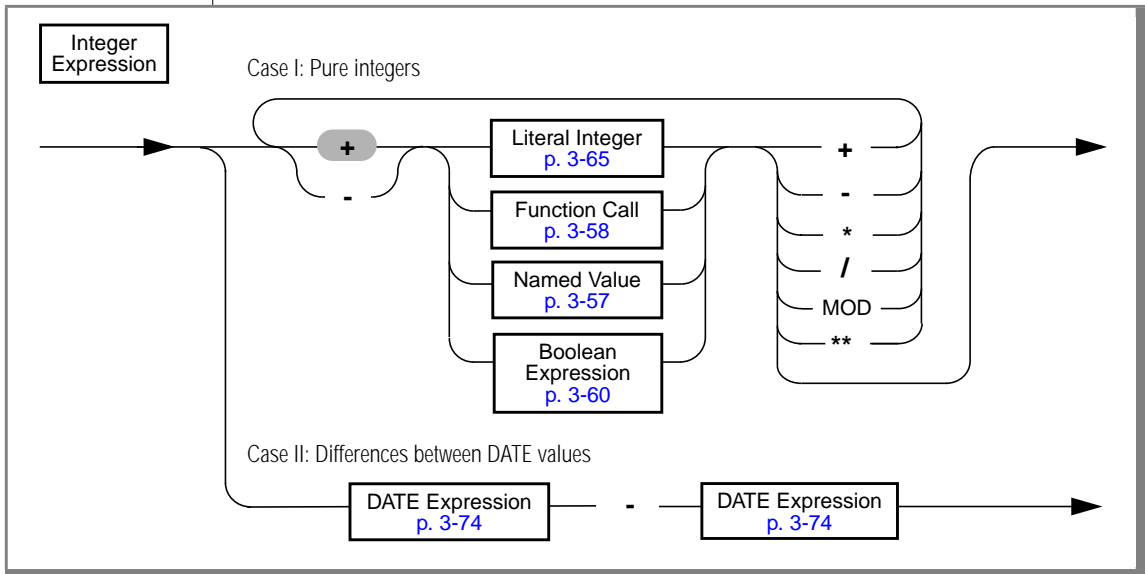 Integer
Expression
Case I: Pure integers
+
-
Literal Integer
p. 3-65
Function Call
p. 3-58
Named Value
p. 3-57
Boolean
Expression
p. 3-60
+
-
*
/
MOD
**
Case II: Differences between DATE values
DATE Expression
p. 3-74
-
DATE Expression
p. 3-74